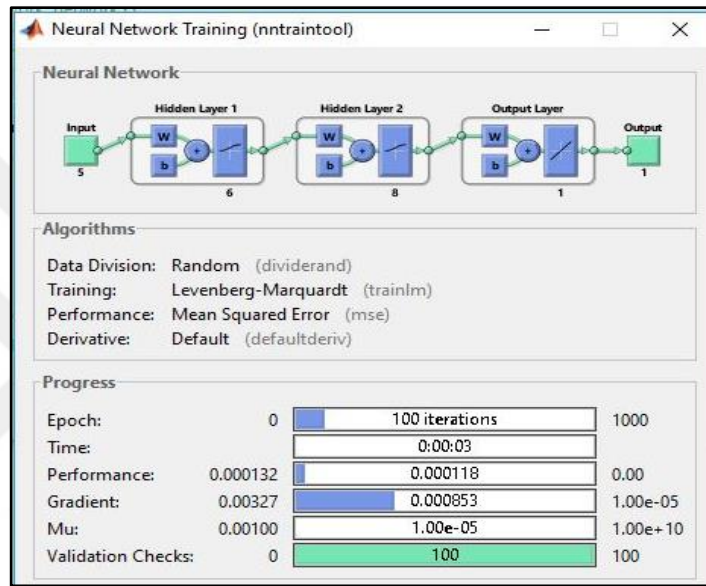 Neural Network Training (nntraintool)
Neural Network
Hidden Layer 1 Hidden Layer 2 Output Layer
Input Output
W W W
+ + +
b b b
5 6 8 1 1
Algorithms
Data Division: Random (dividerand)
Training: Levenberg-Marquardt (trainlm)
Performance: Mean Squared Error (mse)
Derivative: Default (defaultderiv)
Progress
Epoch: 0 100 iterations 1000
Time: 0:00:03
Performance: 0.000132 0.000118 0.00
Gradient: 0.00327 0.000853 1.00e-05
Mu: 0.00100 1.00e-05 1.00e+10
Validation Checks: 0 100 100